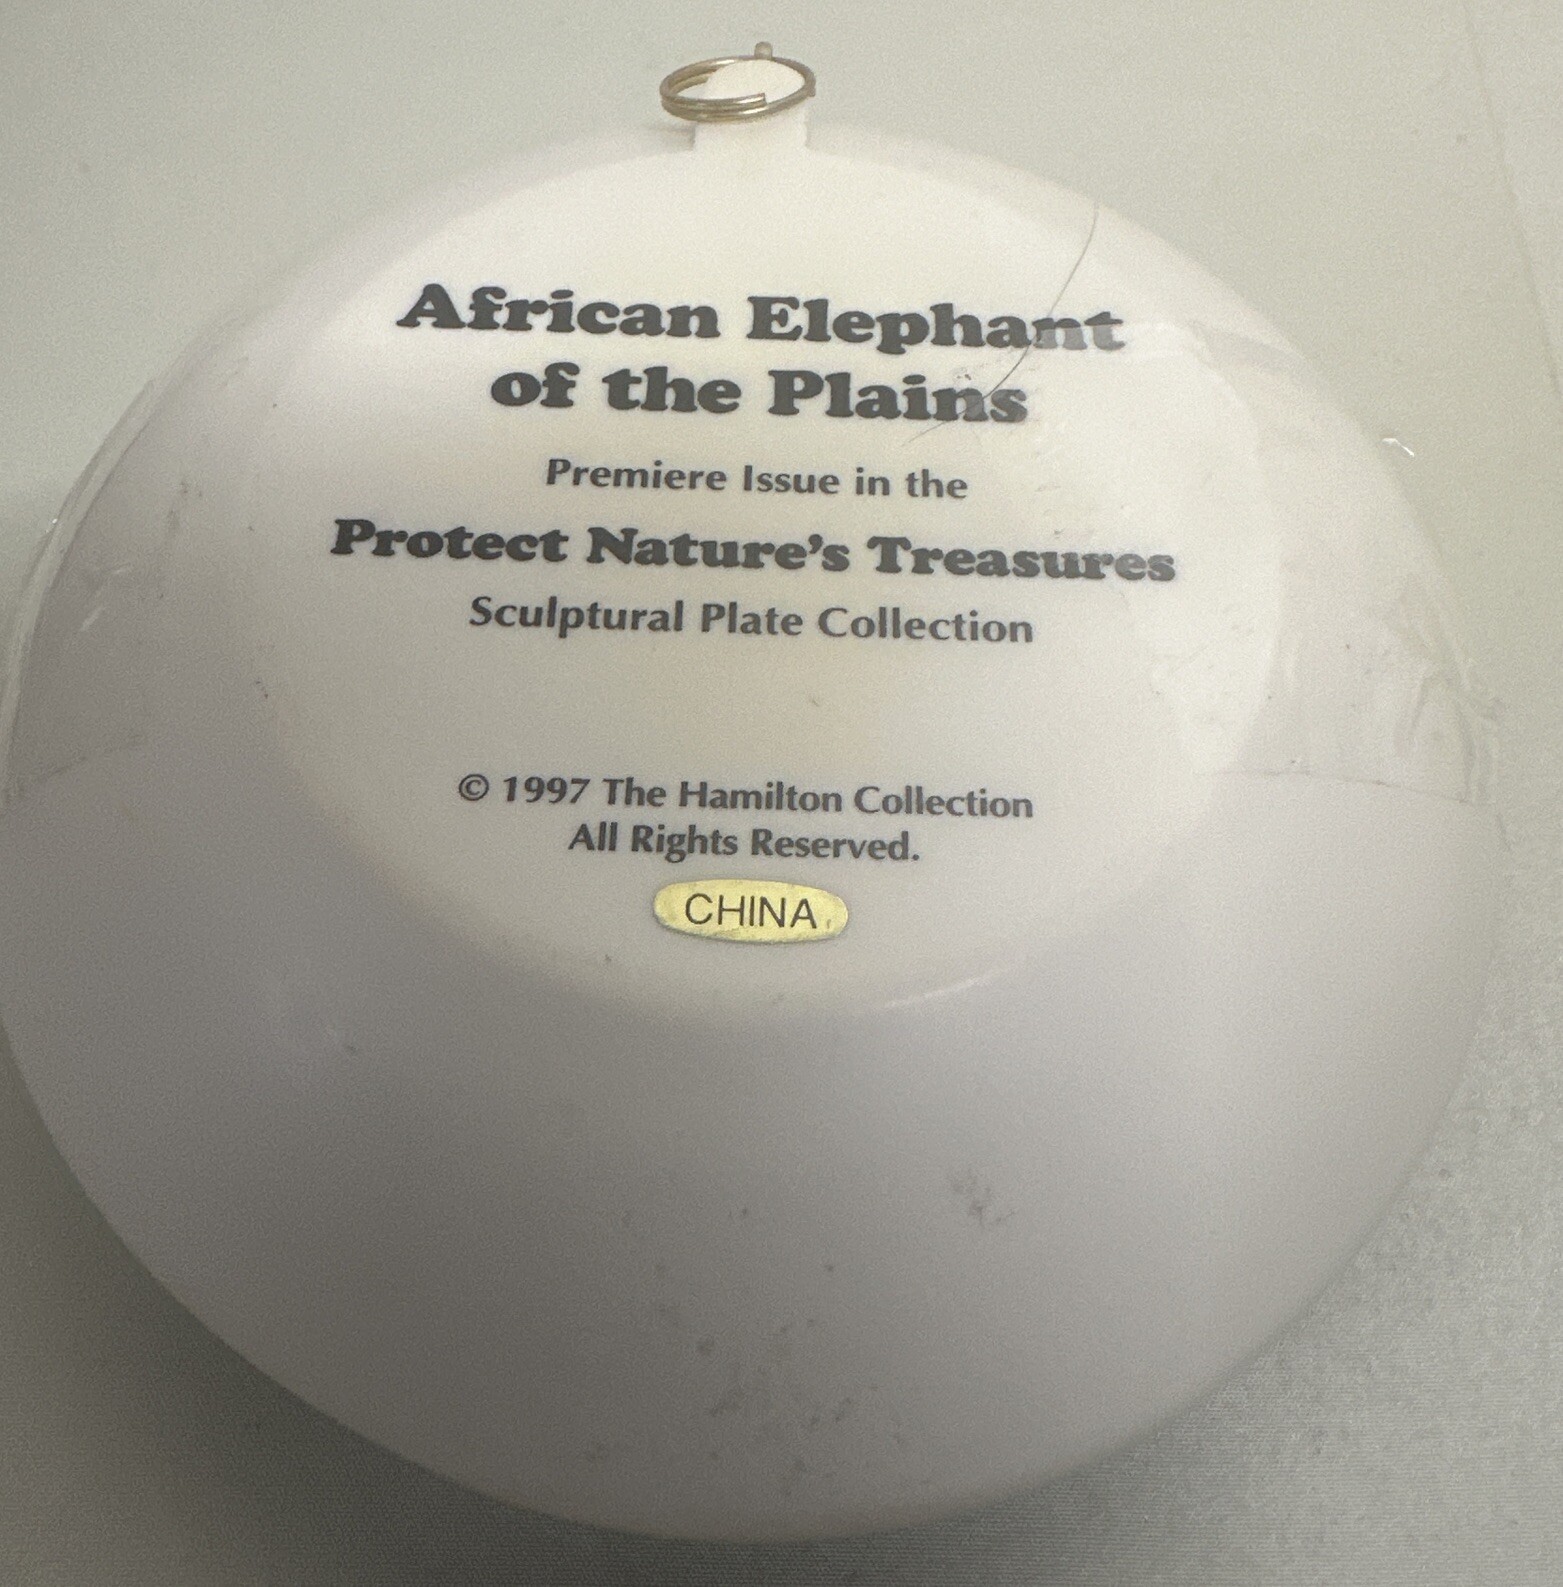 African Elephant
of the Plains
Premiere Issue in the
Protect Nature's Treasures
Sculptural Plate Collection
© 1997 The Hamilton Collection
All Rights Reserved.
CHINA